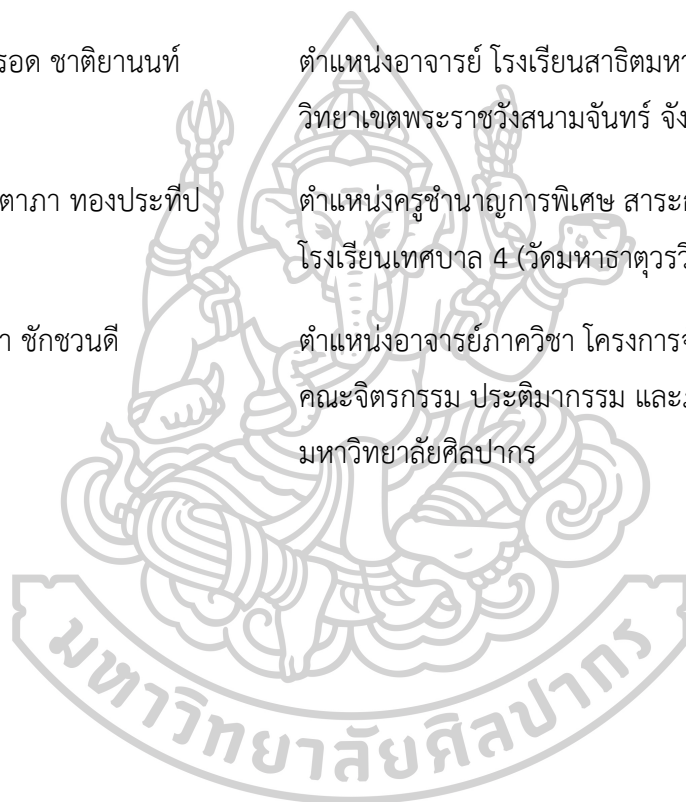 รอด ชาติยานนท์ ตำแหน่งอาจารย์ โรงเรียนสาธิตมหา
วิทยาเขตพระราชวังสนามจันทร์ จัง
ตาภา ทองประทีป ตำแหน่งครูชำนาญการพิเศษ สาระ
โรงเรียนเทศบาล 4 (วัดมหาธาตุวรวิ
า ชักชวนดี ตำแหน่งอาจารย์ภาควิชา โครงการจ
คณะจิตรกรรม ประติมากรรม และภ
มหาวิทยาลัยศิลปากร
มหาวิทยาลัยศิลปากร